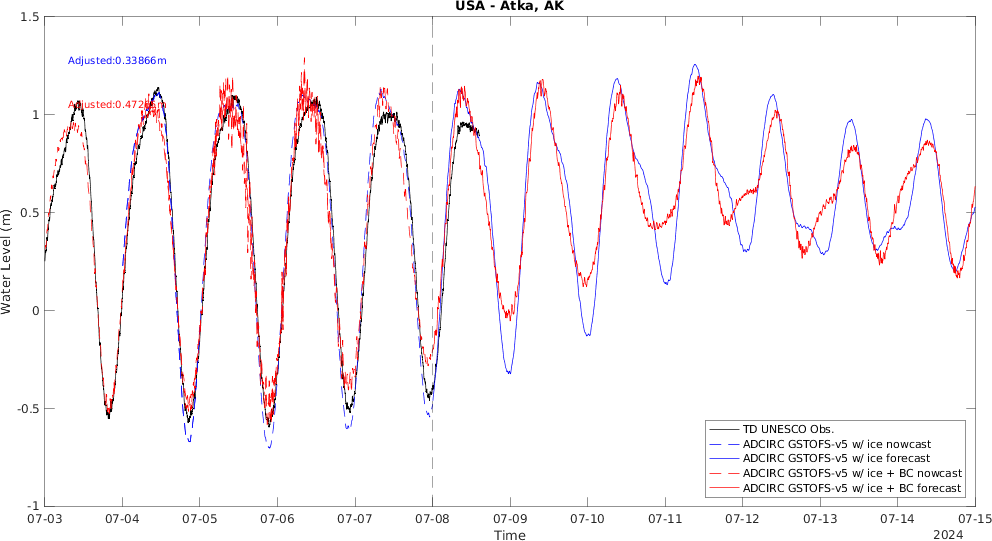 USA - Atka, AK
Water Level (m)
1.5
1
0.5
0
-0.5
-1
Adjusted:0.33866m
07-03
07-04
07-05
07-06
07-07
07-08
07-09
07-10
07-11
07-12
07-13
07-14
07-15
Time
2024
TD UNESCO Obs.
ADCIRC GSTOFS-v5 w/ ice nowcast
ADCIRC GSTOFS-v5 w/ ice forecast
ADCIRC GSTOFS-v5 w/ ice + BC nowcast
ADCIRC GSTOFS-v5 w/ ice + BC forecast